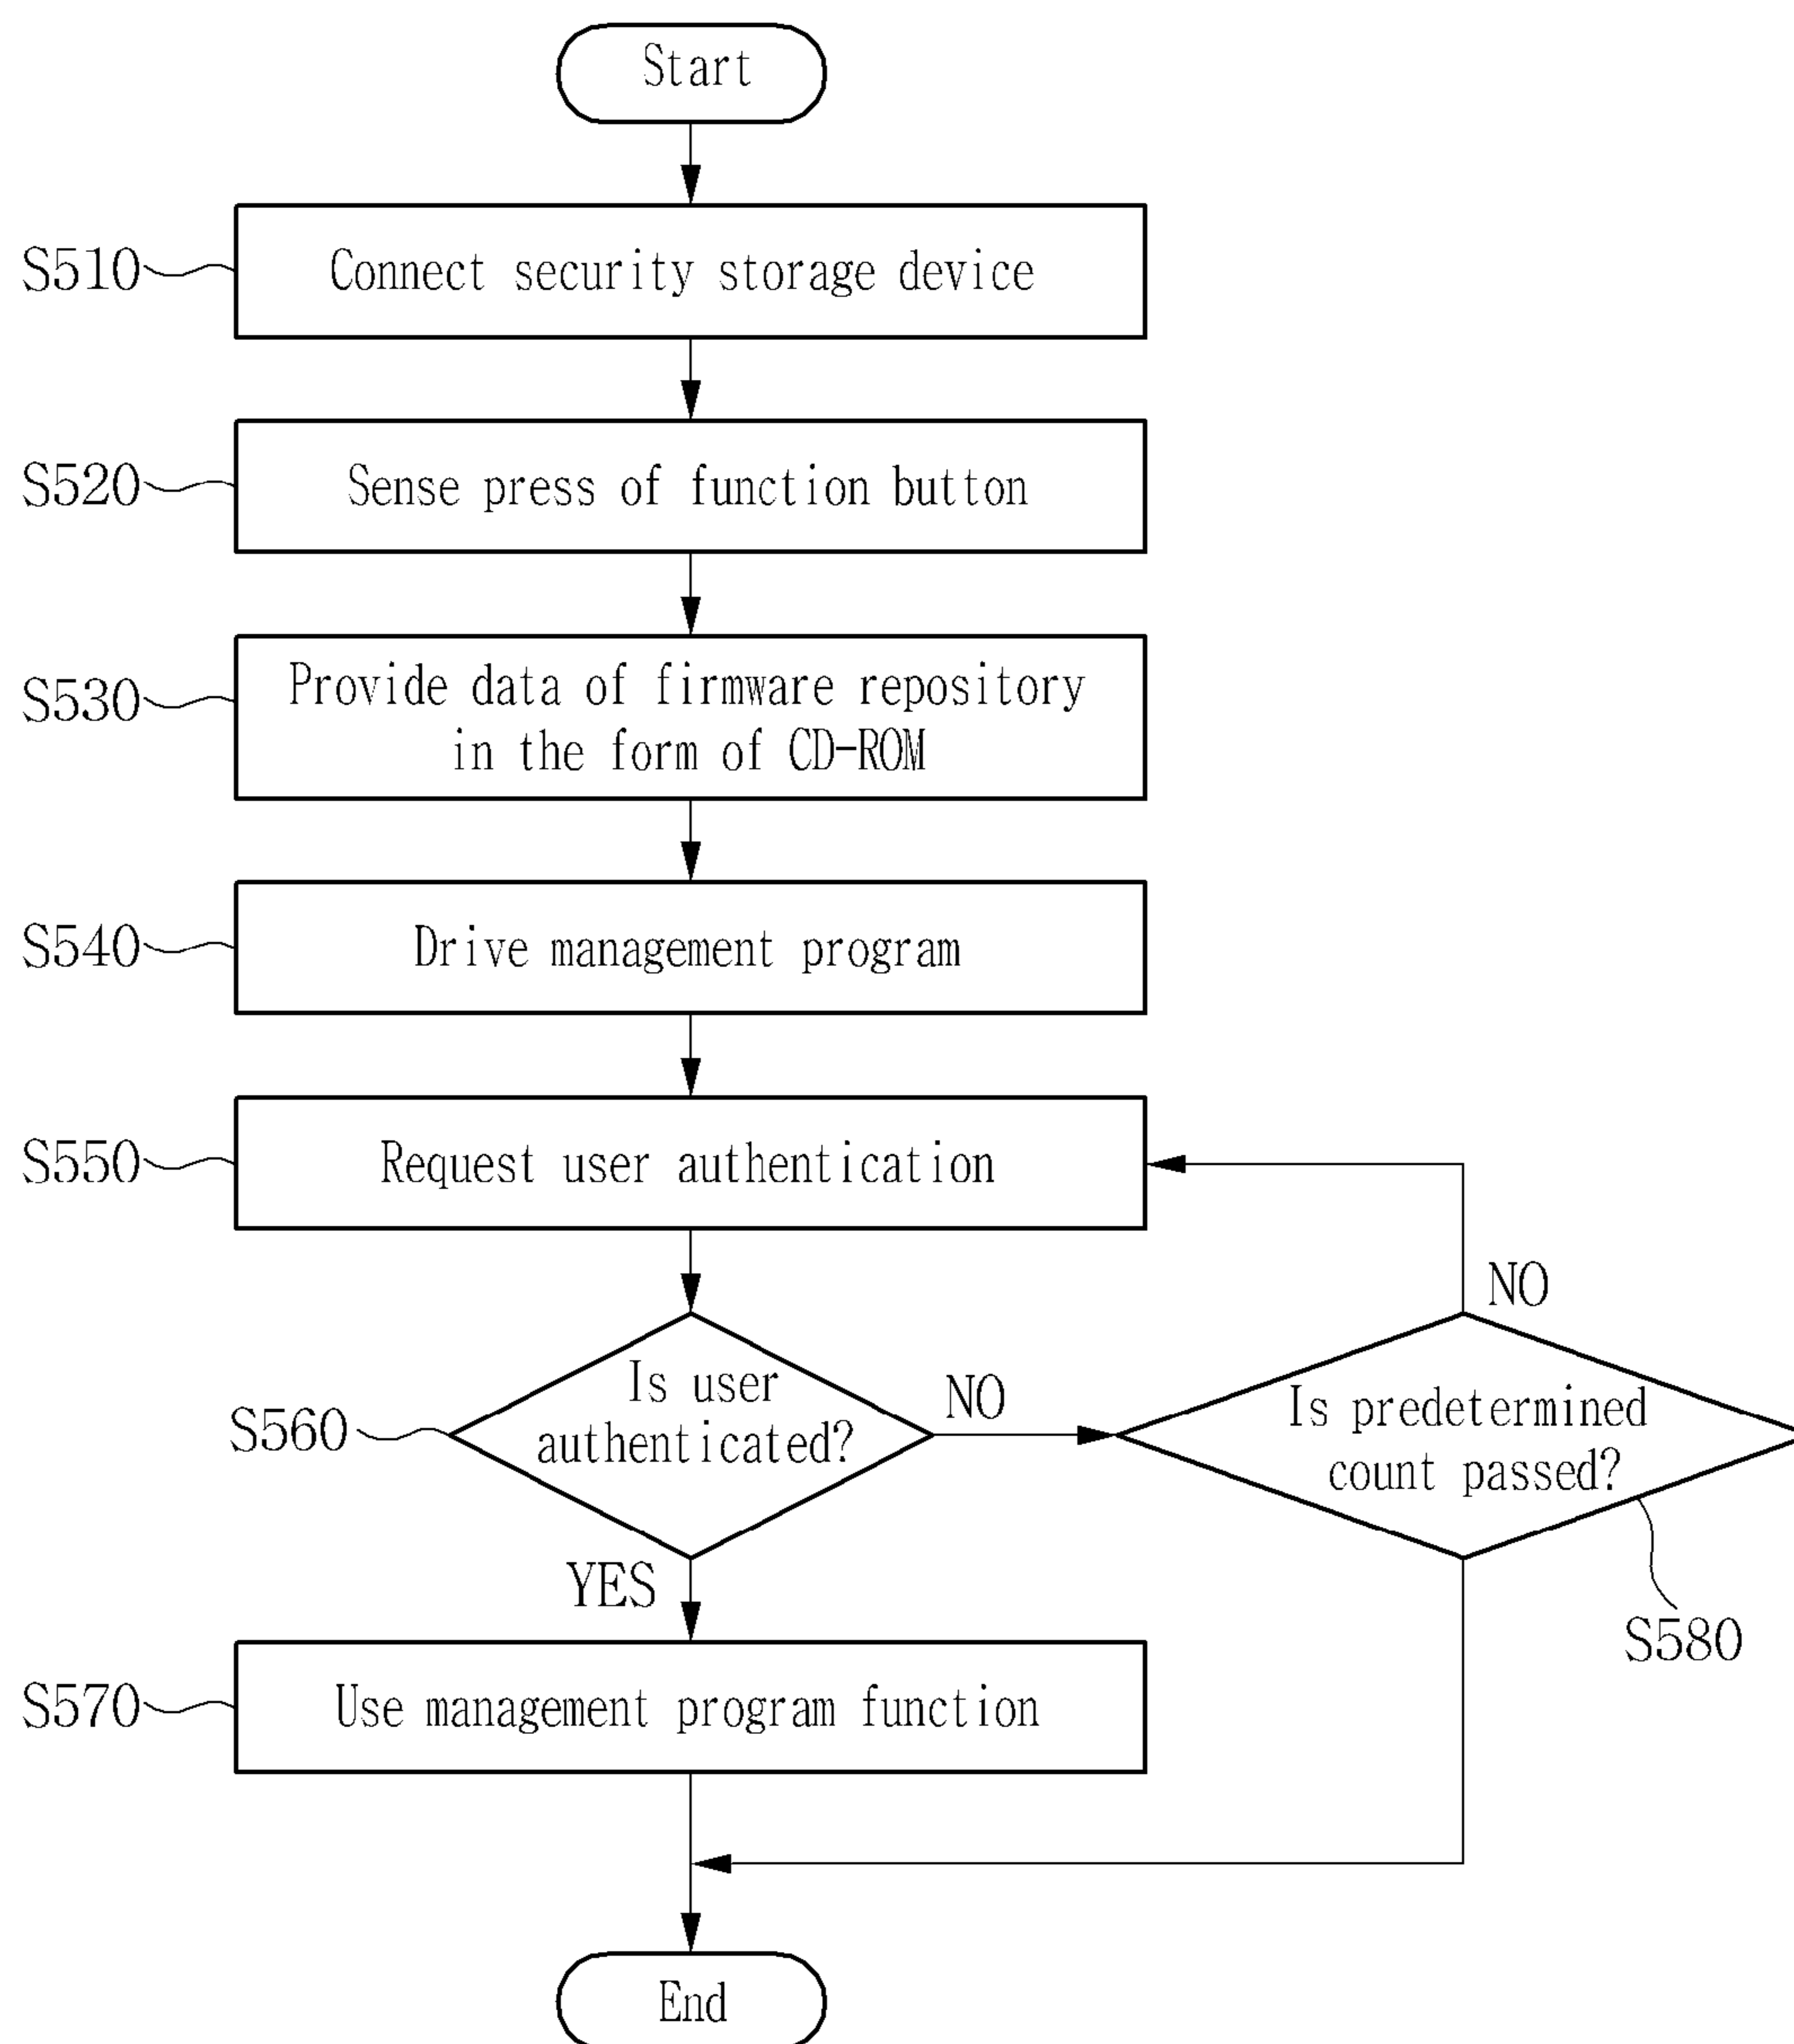 Start
S510
Connect security storage device
S520
Sense press of function button
S530
Provide data of firmware repository
in the form of CD-ROM
S540
Drive management program
S550
Request user authentication
NO
S560
Is user
authenticated?
NO
Is predetermined
count passed?
YES
S580
S570
Use management program function
End